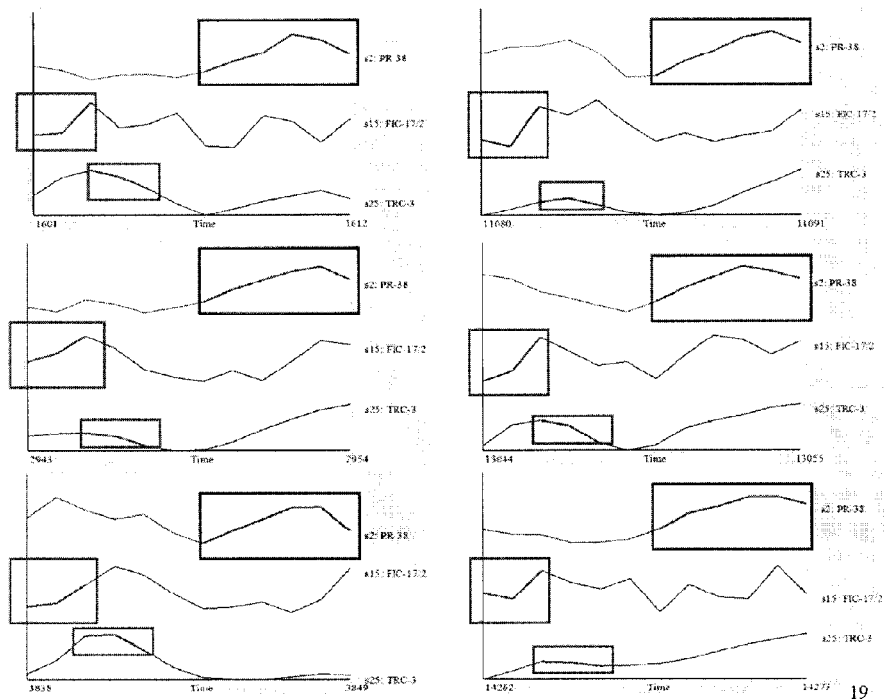 s2: PR-38
s15: FIC-17/2
s25: TRC-3
1601 Time 1612
s2: PR-38
s15: FIC-17/2
s25: TRC-3
11080 Time 11091
s2: PR-38
s15: FIC-17/2
s25: TRC-3
2943 Time 2954
s2: PR-38
s15: FIC-17/2
s25: TRC-3
13044 Time 13055
s2: PR-38
s15: FIC-17/2
s25: TRC-3
3838 Time 3849
s2: PR-38
s15: FIC-17/2
s25: TRC-3
14262 Time 14273
19